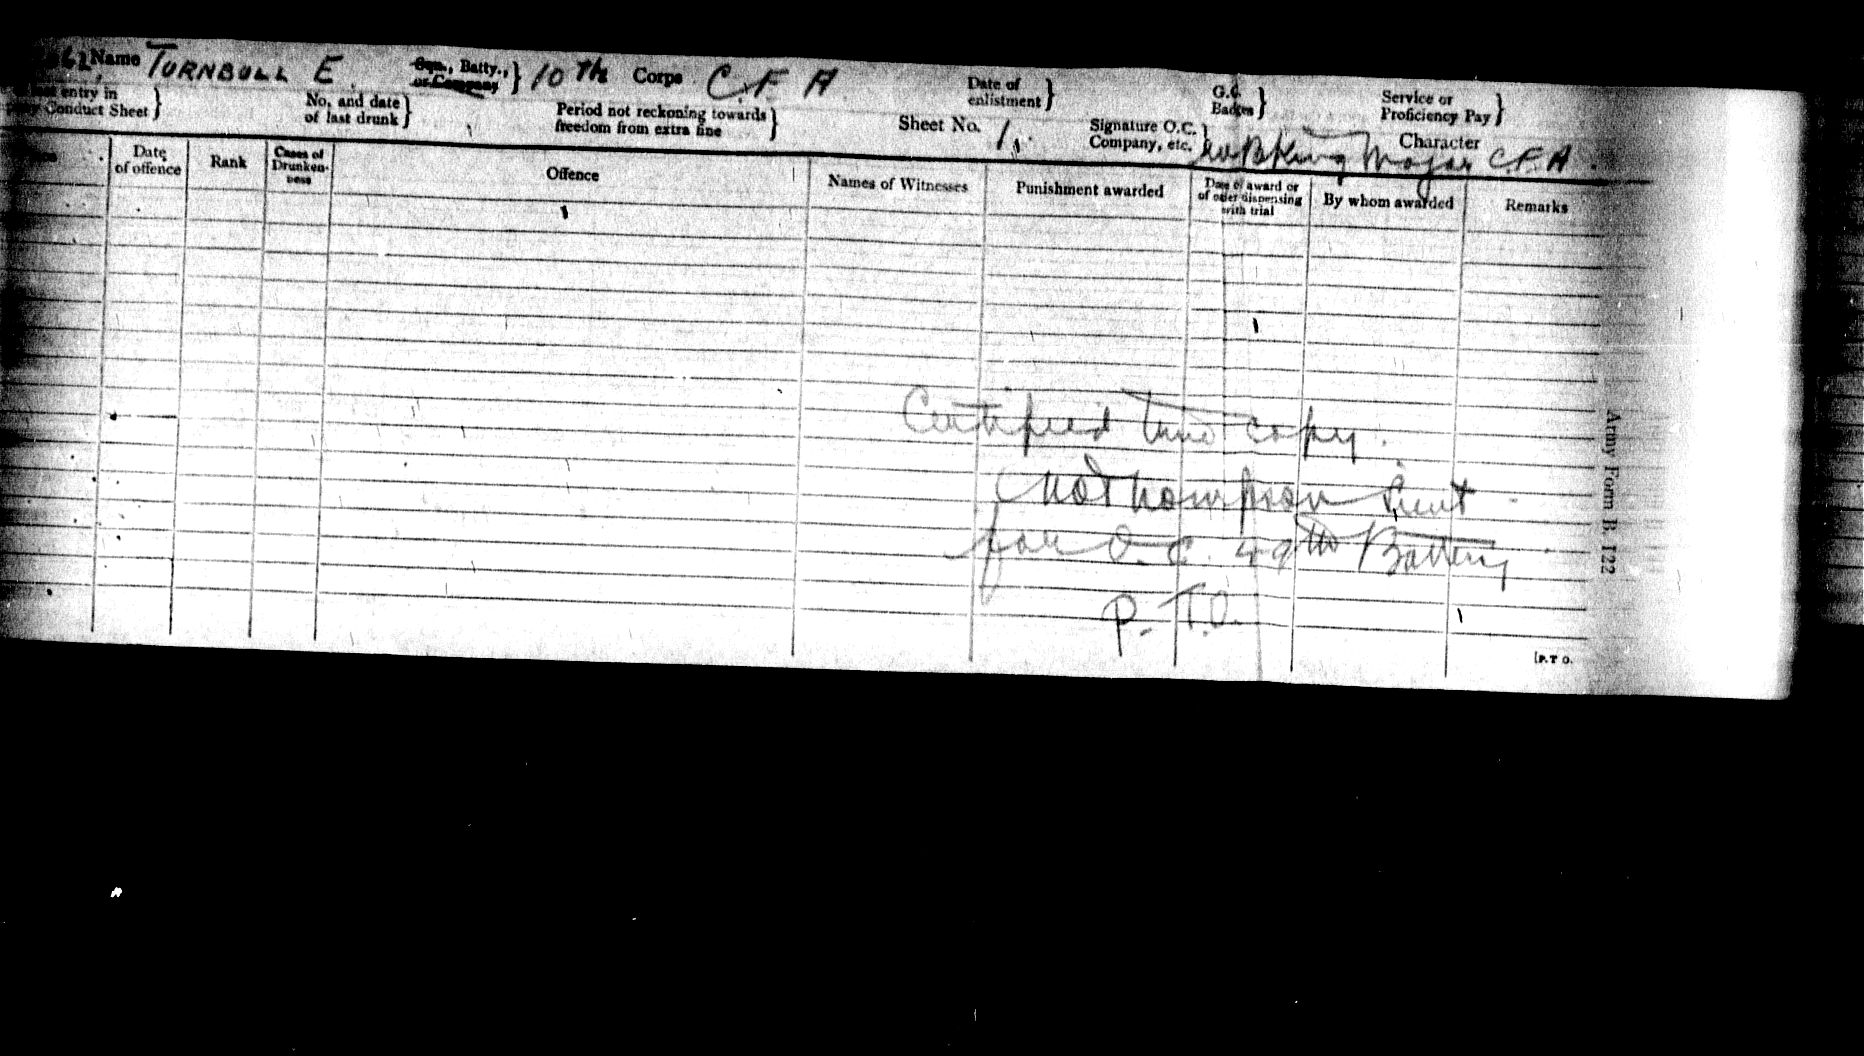 62 Name TURNBULL E. Sqn., Batty., or Company } 10th Corps C.F.A Date of enlistment } G.C. Badges } Service or Proficiency Pay }
entry in Conduct Sheet } No. and date of last drunk } Period not reckoning towards freedom from extra fine } Sheet No. 1. Signature O.C. Company, etc. } King Major C.F.A. Character
Date of offence Rank Cases of Drunkenness Offence Names of Witnesses Punishment awarded Date of award or of order dispensing with trial By whom awarded Remarks
Certified true copy.
Thompson Lieut
for O.C. 49th Battery
P.T.O.
[P.T.O.
Army Form B. 122